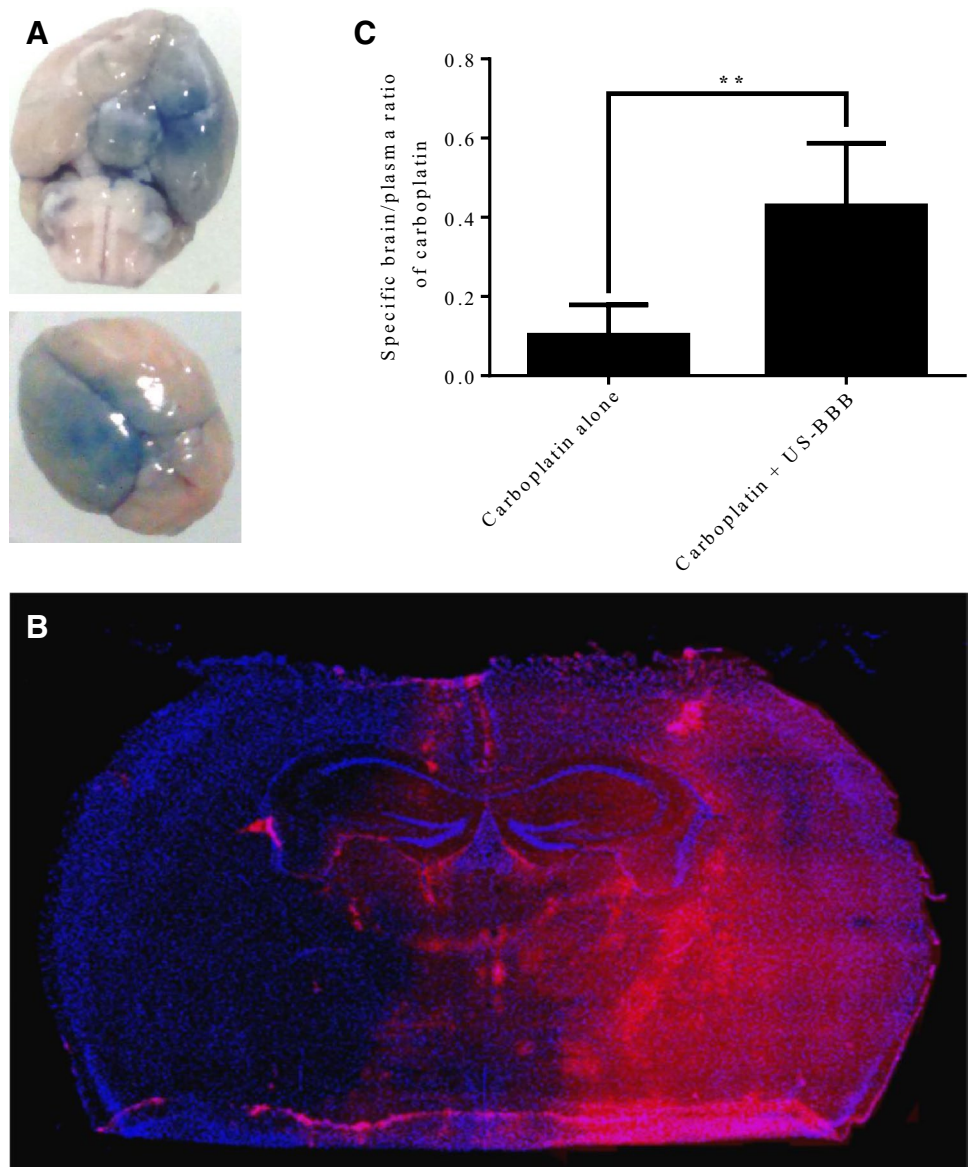 A
C
Specific brain/plasma ratio
of carboplatin
0.8
0.6
0.4
0.2
0.0
**
Carboplatin alone
Carboplatin + US-BBB
B